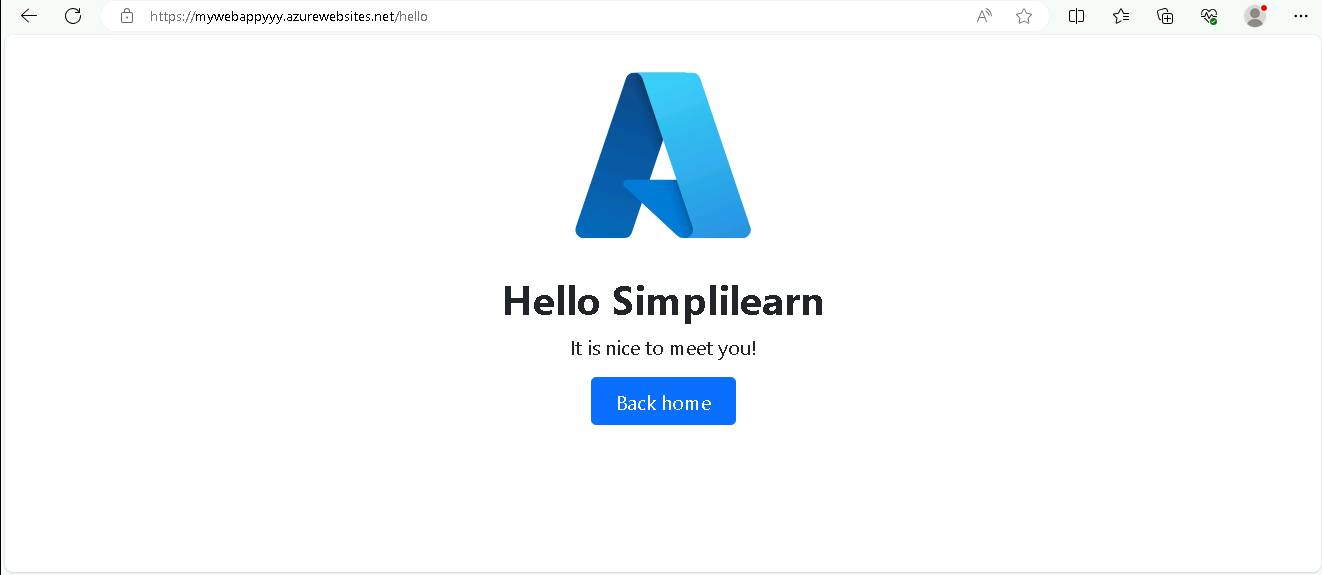 https://mywebappyyy.azurewebsites.net/hello
Hello Simplilearn
It is nice to meet you!
Back home